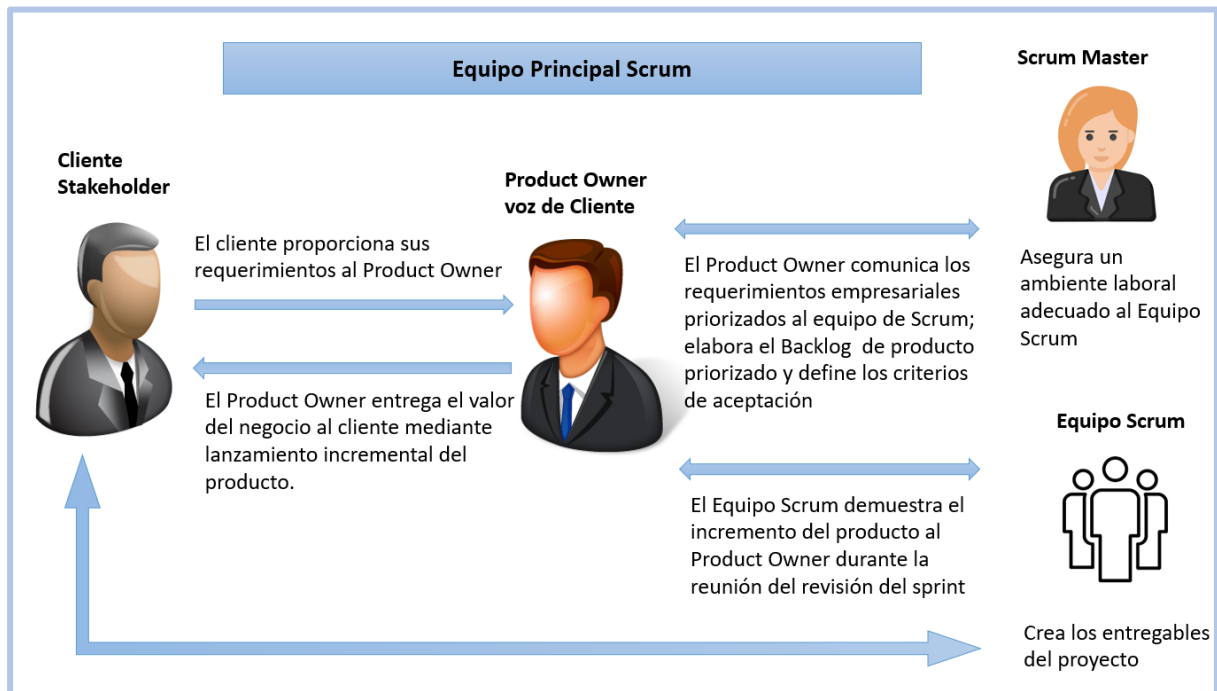 Equipo Principal Scrum
Scrum Master
Cliente
Stakeholder
Product Owner
voz de Cliente
El cliente proporciona sus
requerimientos al Product Owner
El Product Owner entrega el valor
del negocio al cliente mediante
lanzamiento incremental del
producto.
El Product Owner comunica los
requerimientos empresariales
priorizados al equipo de Scrum;
elabora el Backlog de producto
priorizado y define los criterios
de aceptación
Asegura un
ambiente laboral
adecuado al Equipo
Scrum
Equipo Scrum
El Equipo Scrum demuestra el
incremento del producto al
Product Owner durante la
reunión del revisión del sprint
Crea los entregables
del proyecto